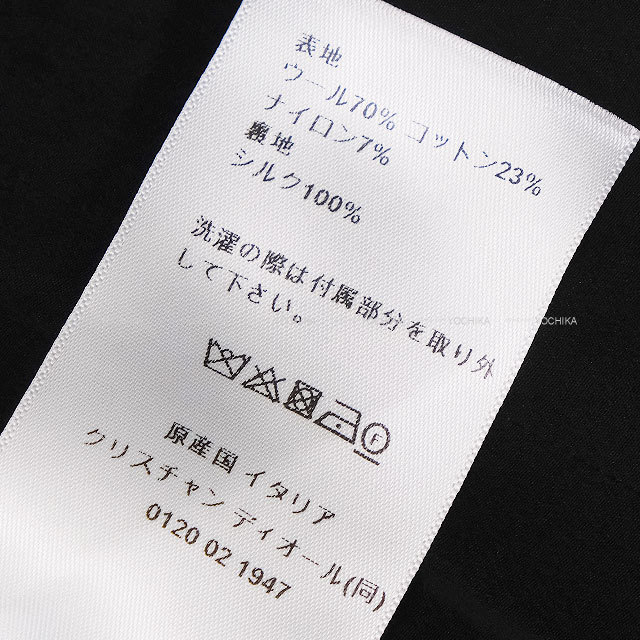 表地
ウール70% コットン23%
ナイロン7%
裏地
シルク100%
洗濯の際は付属部分を取り外
して下さい。
F
原産国 イタリア
クリスチャン ディオール(同)
0120 02 1947
YOCHIKA
YOCHIKA